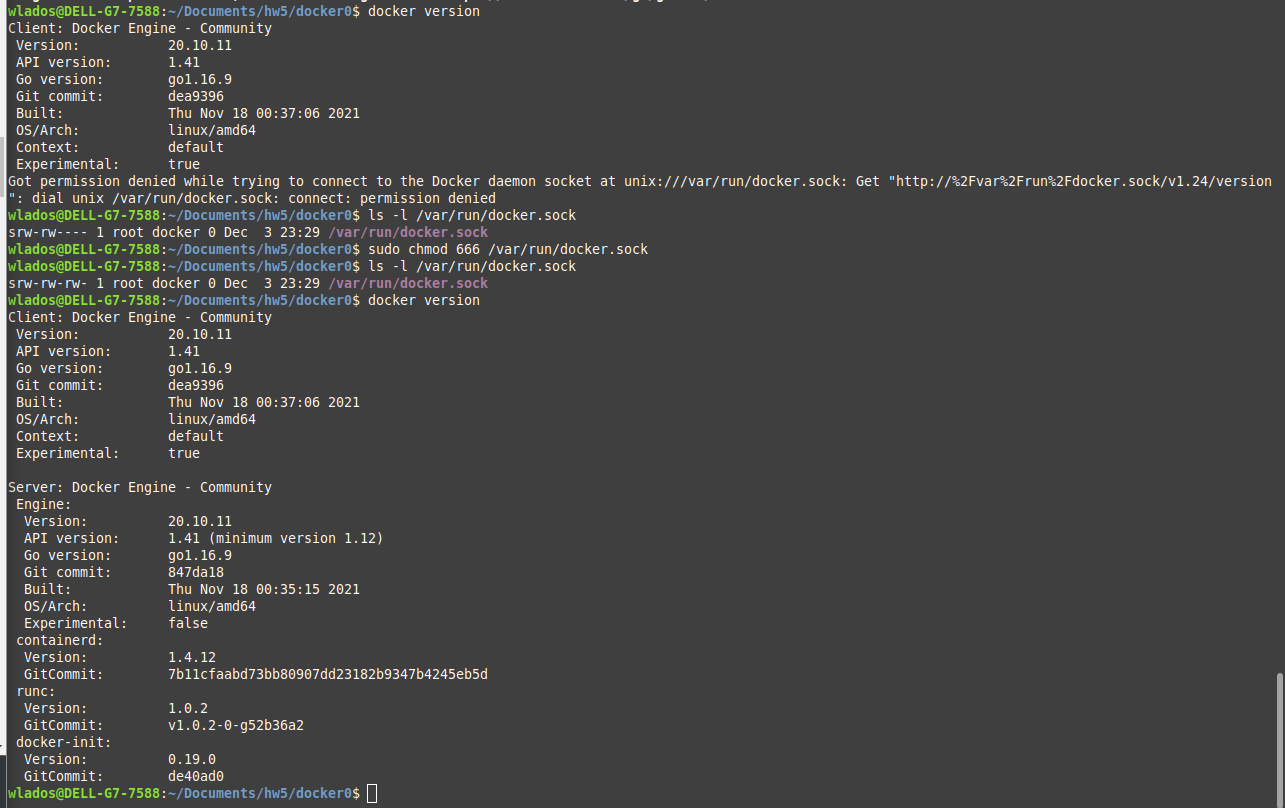 wlados@DELL-G7-7588:~/Documents/hw5/docker0$ docker version
Client: Docker Engine - Community
 Version:           20.10.11
 API version:       1.41
 Go version:        go1.16.9
 Git commit:        dea9396
 Built:             Thu Nov 18 00:37:06 2021
 OS/Arch:           linux/amd64
 Context:           default
 Experimental:      true
Got permission denied while trying to connect to the Docker daemon socket at unix:///var/run/docker.sock: Get "http://%2Fvar%2Frun%2Fdocker.sock/v1.24/version
": dial unix /var/run/docker.sock: connect: permission denied
wlados@DELL-G7-7588:~/Documents/hw5/docker0$ ls -l /var/run/docker.sock
srw-rw---- 1 root docker 0 Dec  3 23:29 /var/run/docker.sock
wlados@DELL-G7-7588:~/Documents/hw5/docker0$ sudo chmod 666 /var/run/docker.sock
wlados@DELL-G7-7588:~/Documents/hw5/docker0$ ls -l /var/run/docker.sock
srw-rw-rw- 1 root docker 0 Dec  3 23:29 /var/run/docker.sock
wlados@DELL-G7-7588:~/Documents/hw5/docker0$ docker version
Client: Docker Engine - Community
 Version:           20.10.11
 API version:       1.41
 Go version:        go1.16.9
 Git commit:        dea9396
 Built:             Thu Nov 18 00:37:06 2021
 OS/Arch:           linux/amd64
 Context:           default
 Experimental:      true

Server: Docker Engine - Community
 Engine:
  Version:          20.10.11
  API version:      1.41 (minimum version 1.12)
  Go version:       go1.16.9
  Git commit:       847da18
  Built:            Thu Nov 18 00:35:15 2021
  OS/Arch:          linux/amd64
  Experimental:     false
 containerd:
  Version:          1.4.12
  GitCommit:        7b11cfaabd73bb80907dd23182b9347b4245eb5d
 runc:
  Version:          1.0.2
  GitCommit:        v1.0.2-0-g52b36a2
 docker-init:
  Version:          0.19.0
  GitCommit:        de40ad0
wlados@DELL-G7-7588:~/Documents/hw5/docker0$